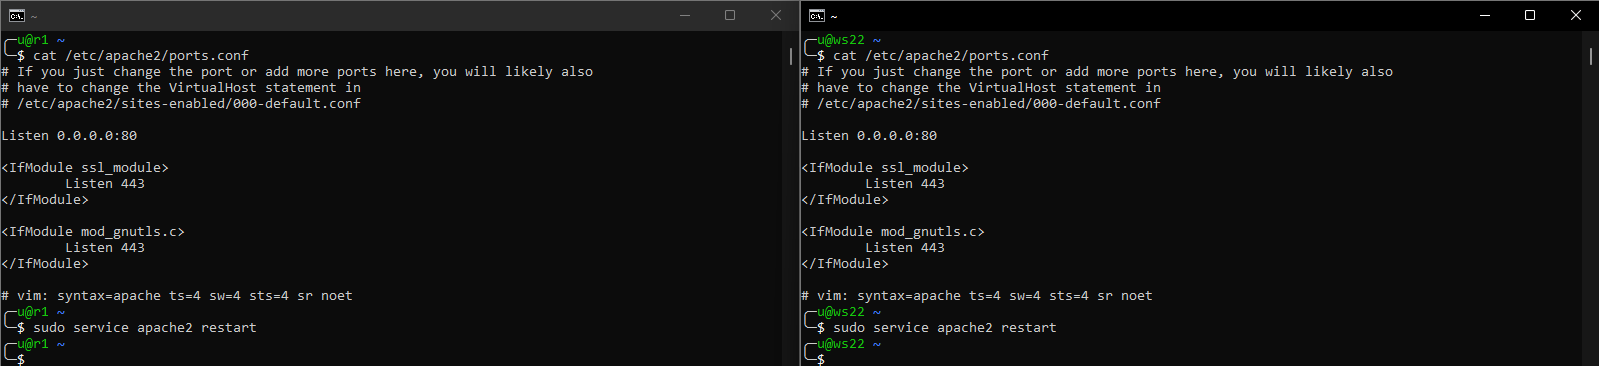 ~
╭─u@r1 ~
╰─$ cat /etc/apache2/ports.conf
# If you just change the port or add more ports here, you will likely also
# have to change the VirtualHost statement in
# /etc/apache2/sites-enabled/000-default.conf
Listen 0.0.0.0:80
<IfModule ssl_module>
        Listen 443
</IfModule>
<IfModule mod_gnutls.c>
        Listen 443
</IfModule>
# vim: syntax=apache ts=4 sw=4 sts=4 sr noet
╭─u@r1 ~
╰─$ sudo service apache2 restart
╭─u@r1 ~
╰─$
~
╭─u@ws22 ~
╰─$ cat /etc/apache2/ports.conf
# If you just change the port or add more ports here, you will likely also
# have to change the VirtualHost statement in
# /etc/apache2/sites-enabled/000-default.conf
Listen 0.0.0.0:80
<IfModule ssl_module>
        Listen 443
</IfModule>
<IfModule mod_gnutls.c>
        Listen 443
</IfModule>
# vim: syntax=apache ts=4 sw=4 sts=4 sr noet
╭─u@ws22 ~
╰─$ sudo service apache2 restart
╭─u@ws22 ~
╰─$